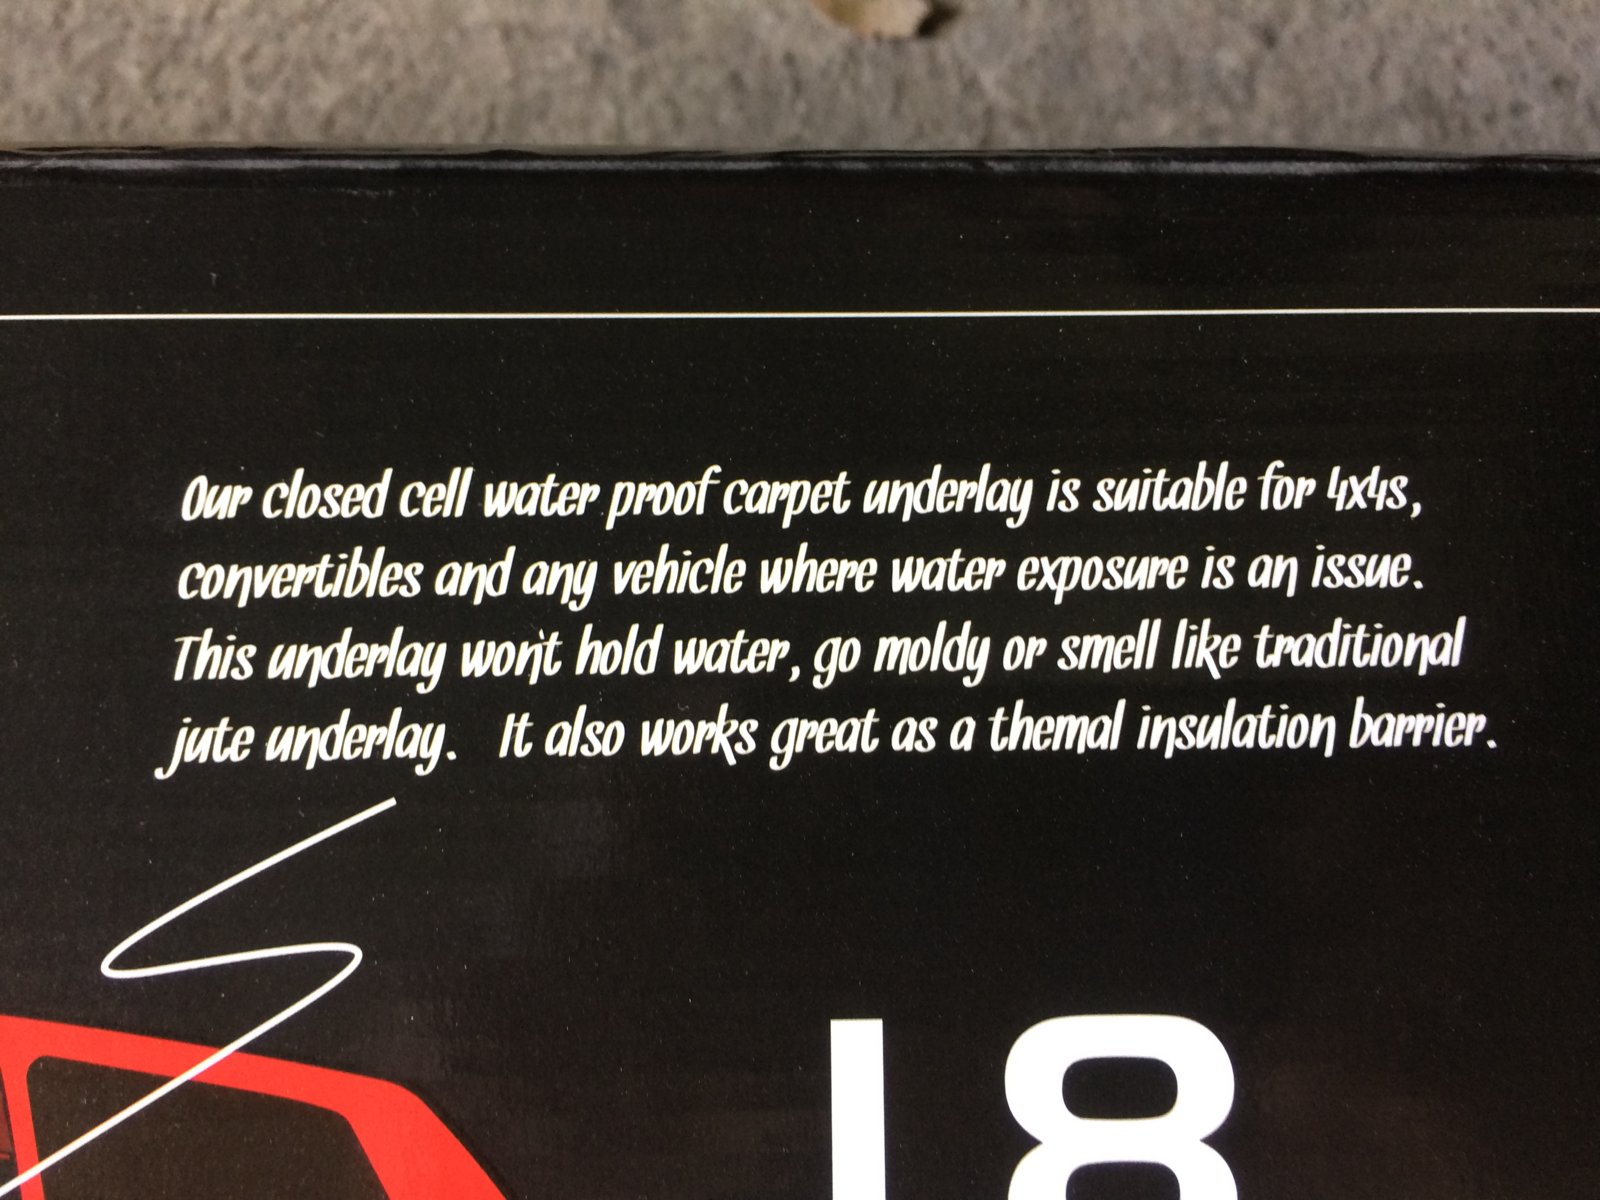 Our closed cell water proof carpet underlay is suitable for 4x4s,
convertibles and any vehicle where water exposure is an issue.
This underlay won't hold water, go moldy or smell like traditional
jute underlay. It also works great as a themal insulation barrier.
18